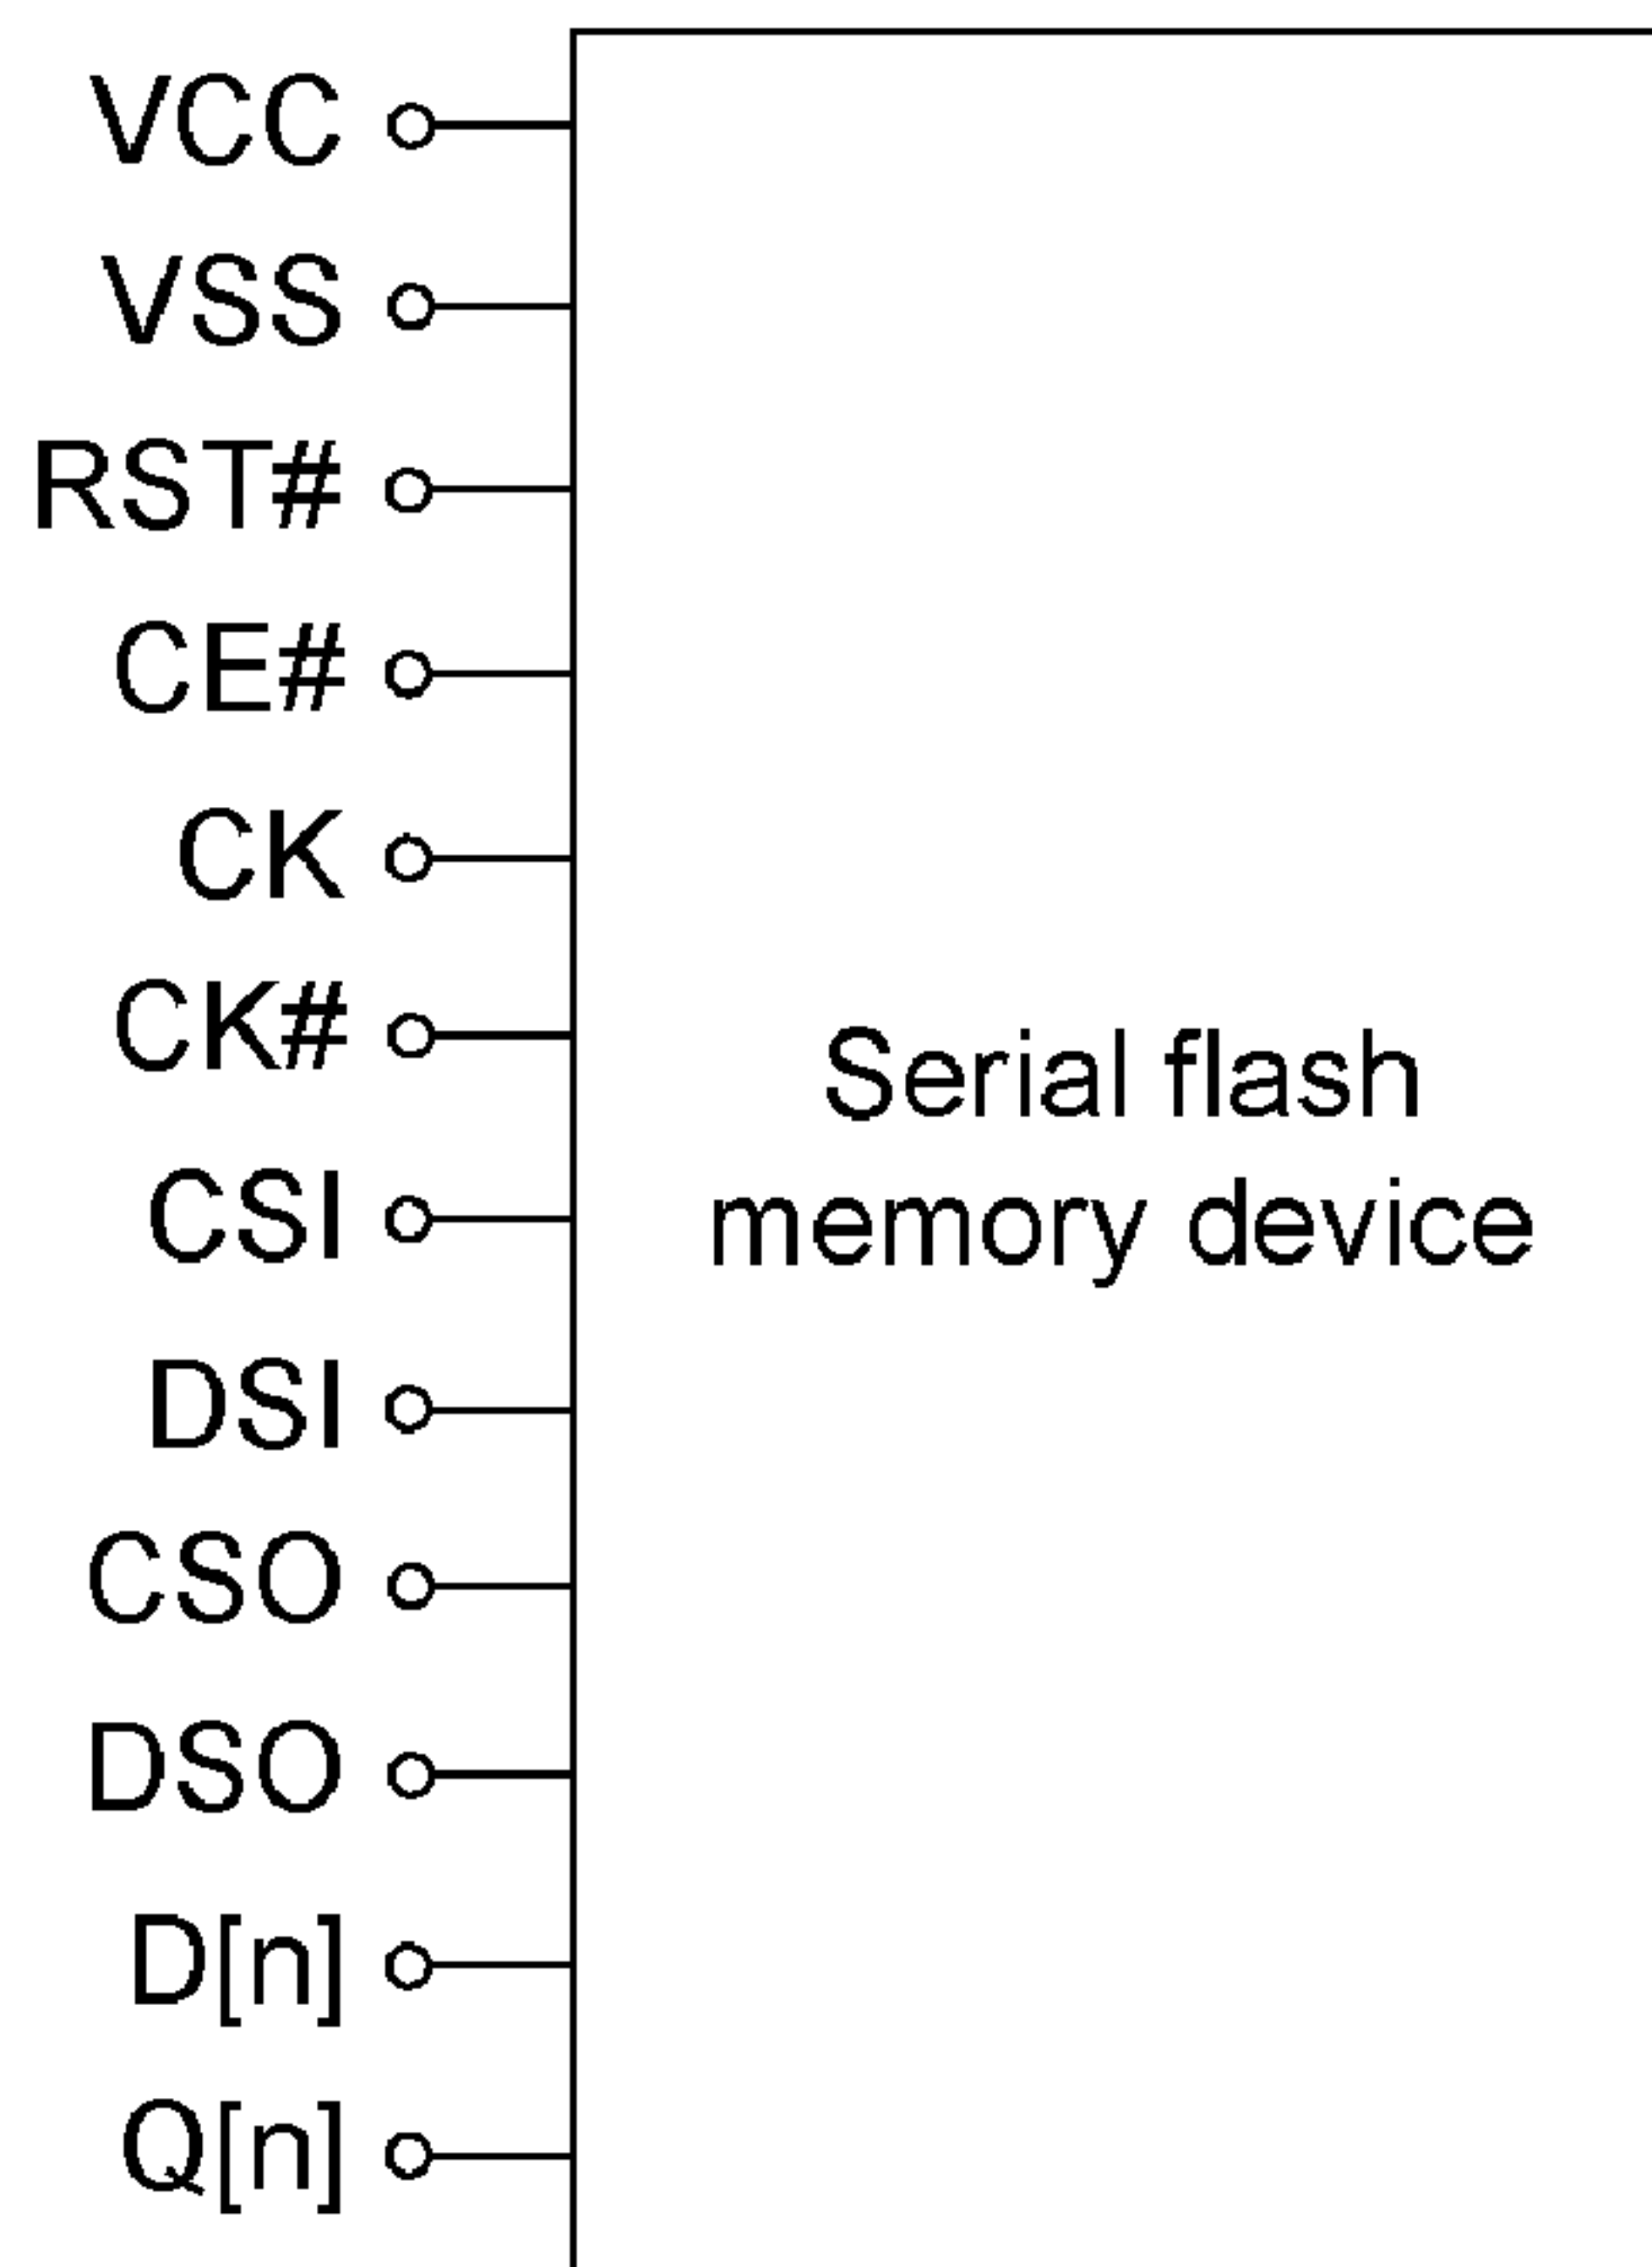 VCC
VSS
RST#
CE#
CK
CK#
CSI
DSI
CSO
DSO
D[n]
Q[n]
Serial flash
memory device